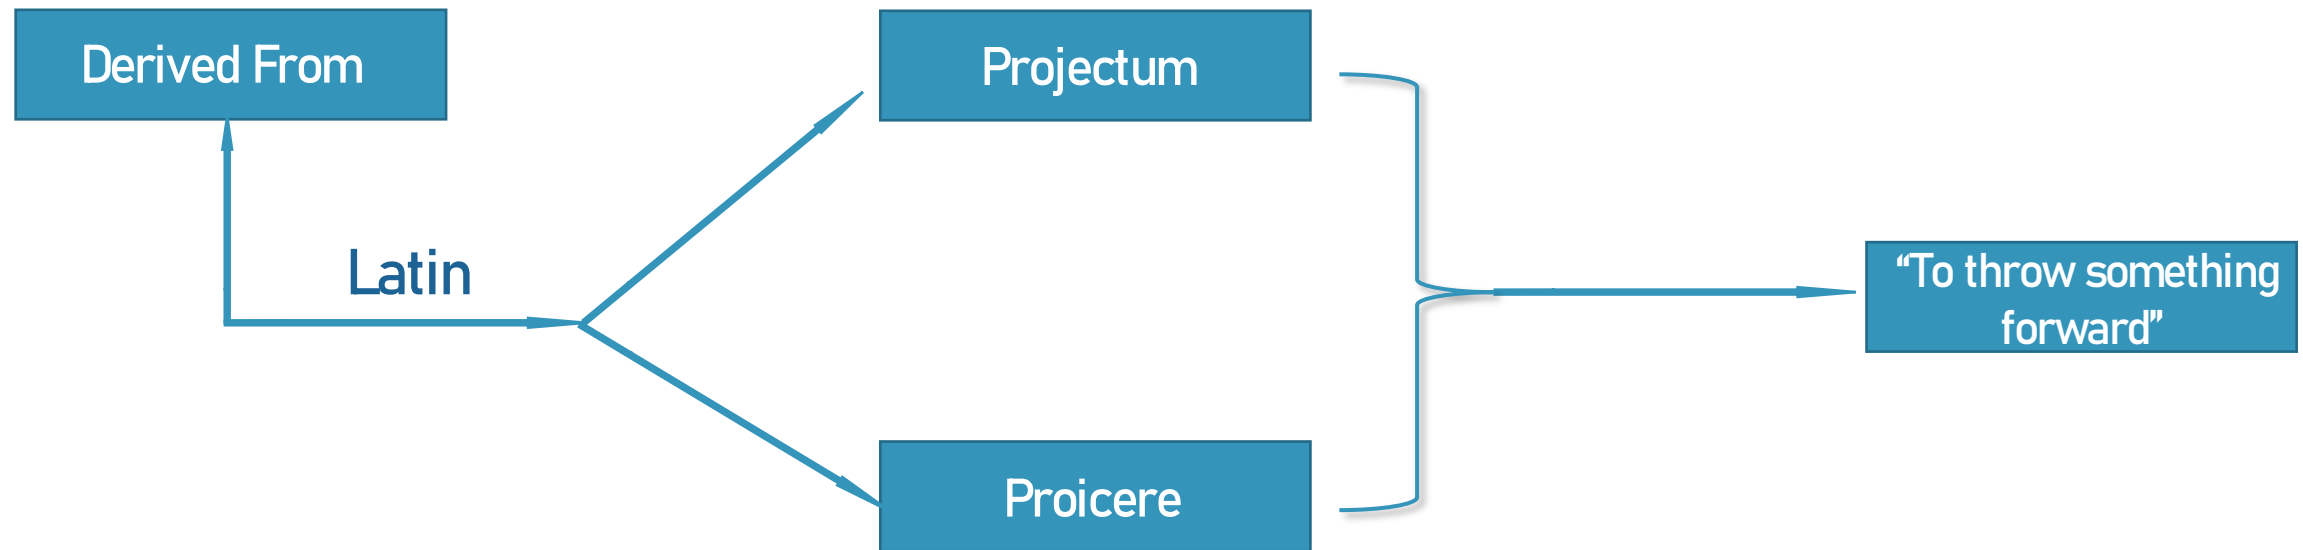 Derived From
Projectum
Latin
“To throw something
forward”
Proicere